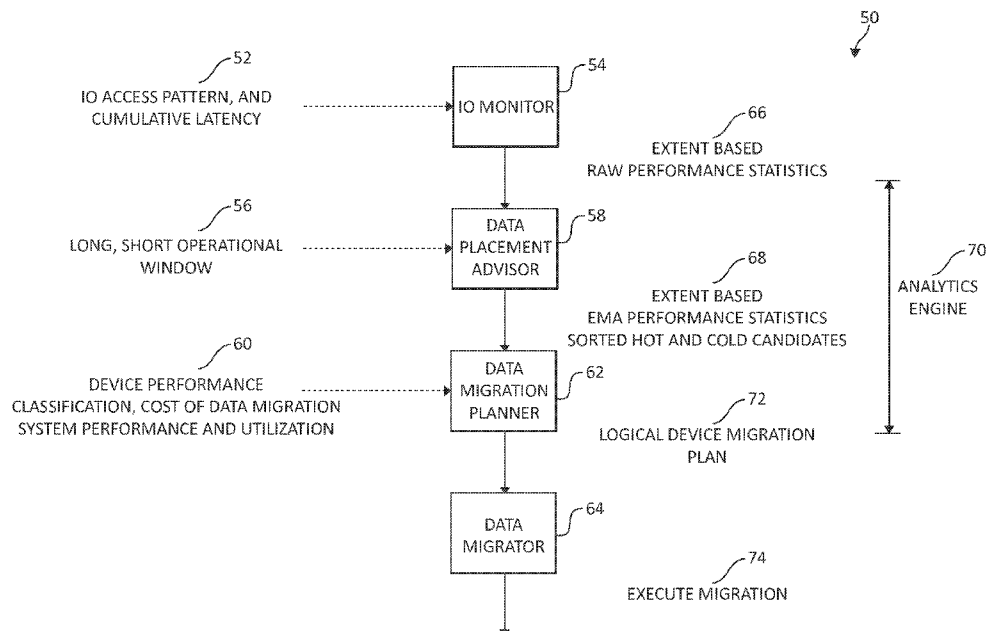 50
52
IO ACCESS PATTERN, AND
CUMULATIVE LATENCY
54
IO MONITOR
66
EXTENT BASED
RAW PERFORMANCE STATISTICS
56
LONG, SHORT OPERATIONAL
WINDOW
58
DATA
PLACEMENT
ADVISOR
68
EXTENT BASED
EMA PERFORMANCE STATISTICS
SORTED HOT AND COLD CANDIDATES
70
ANALYTICS
ENGINE
60
DEVICE PERFORMANCE
CLASSIFICATION, COST OF DATA MIGRATION
SYSTEM PERFORMANCE AND UTILIZATION
DATA
MIGRATION
PLANNER
62
72
LOGICAL DEVICE MIGRATION
PLAN
64
DATA
MIGRATOR
74
EXECUTE MIGRATION